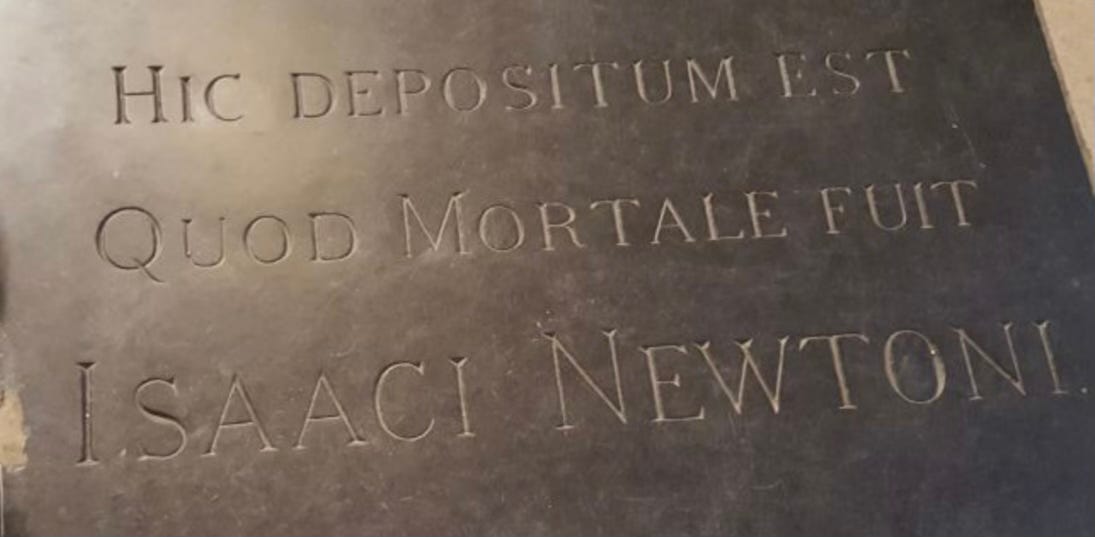 HIC DEPOSITUM EST
QUOD MORTALE FUIT
ISAACI NEWTONI.